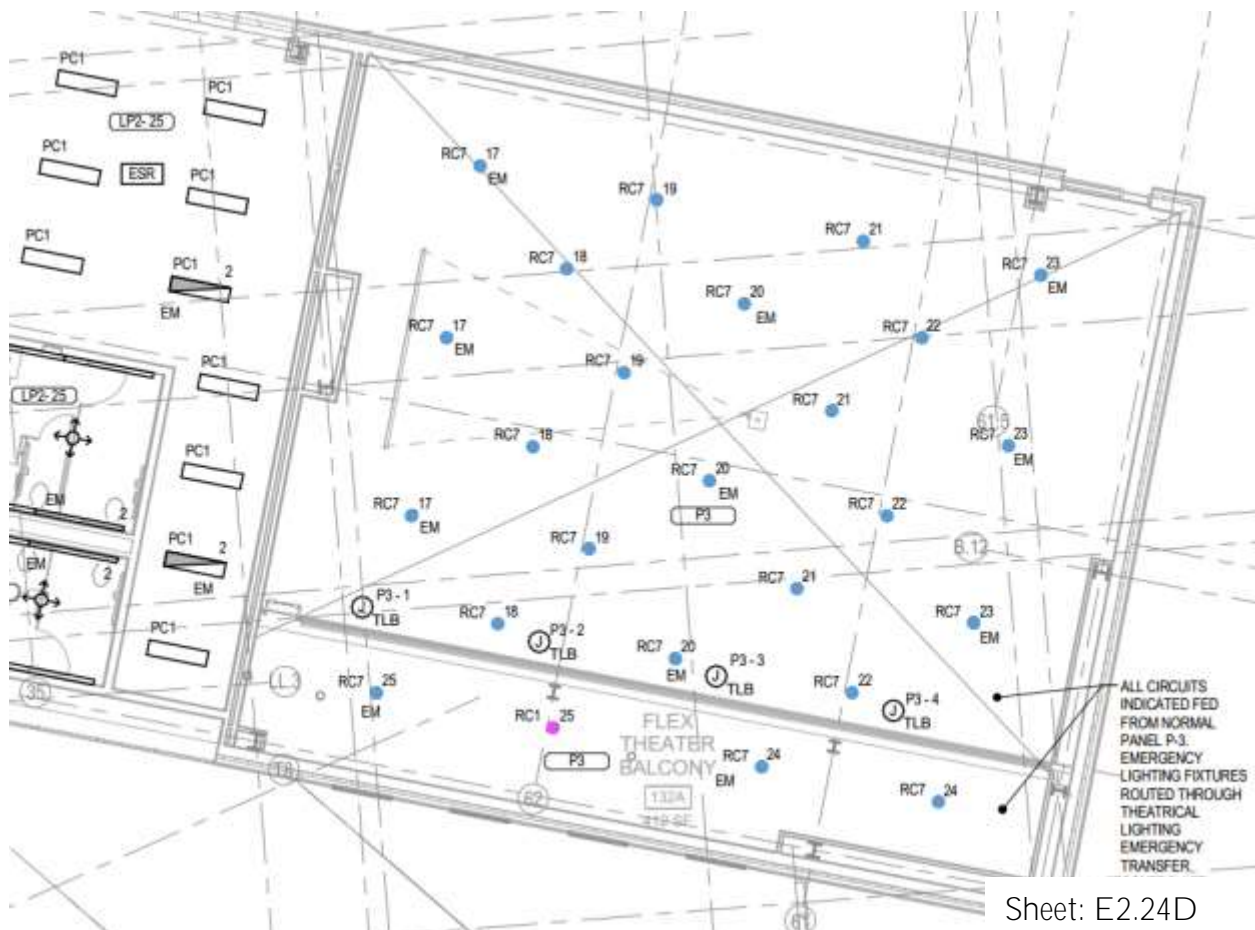 PC1
PC1
LP2- 25
PC1
ESR
PC1
PC1
PC1
2
EM
PC1
LP2- 25
PC1
EM
2
PC1
2
EM
EM
2
PC1
RC7 17
EM
RC7 19
RC7 21
RC7 18
RC7 23
EM
RC7 20
EM
RC7 17
EM
RC7 22
RC7 19
RC7 21
61.6
RC7 18
RC7 23
EM
RC7 20
EM
P3
RC7 17
EM
RC7 22
RC7 19
B.12
RC7 21
J
P3 - 1
TLB
RC7 18
RC7 23
EM
J
P3 - 2
TLB
RC7 20
EM
J
P3 - 3
TLB
LL3
35
RC7 25
EM
RC7 22
J
P3 - 4
TLB
RC1 25
FLEX
THEATER
BALCONY
132A
419 SF
P3
RC7 24
EM
RC7 24
62
ALL CIRCUITS
INDICATED FED
FROM NORMAL
PANEL P-3.
EMERGENCY
LIGHTING FIXTURES
ROUTED THROUGH
THEATRICAL
LIGHTING
EMERGENCY
TRANSFER
Sheet: E2.24D